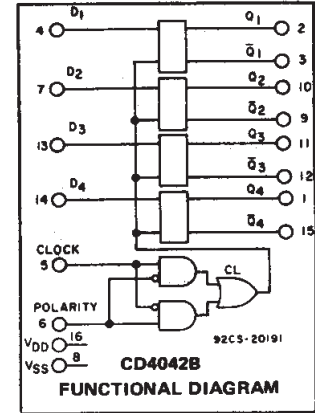 D1
4
Q1
2
Q̅1
3
D2
7
Q2
10
Q̅2
9
D3
13
Q3
11
Q̅3
12
D4
14
Q4
1
Q̅4
15
CLOCK
5
CL
POLARITY
6
92CS-20191
VDD 16
VSS 8
CD4042B
FUNCTIONAL DIAGRAM